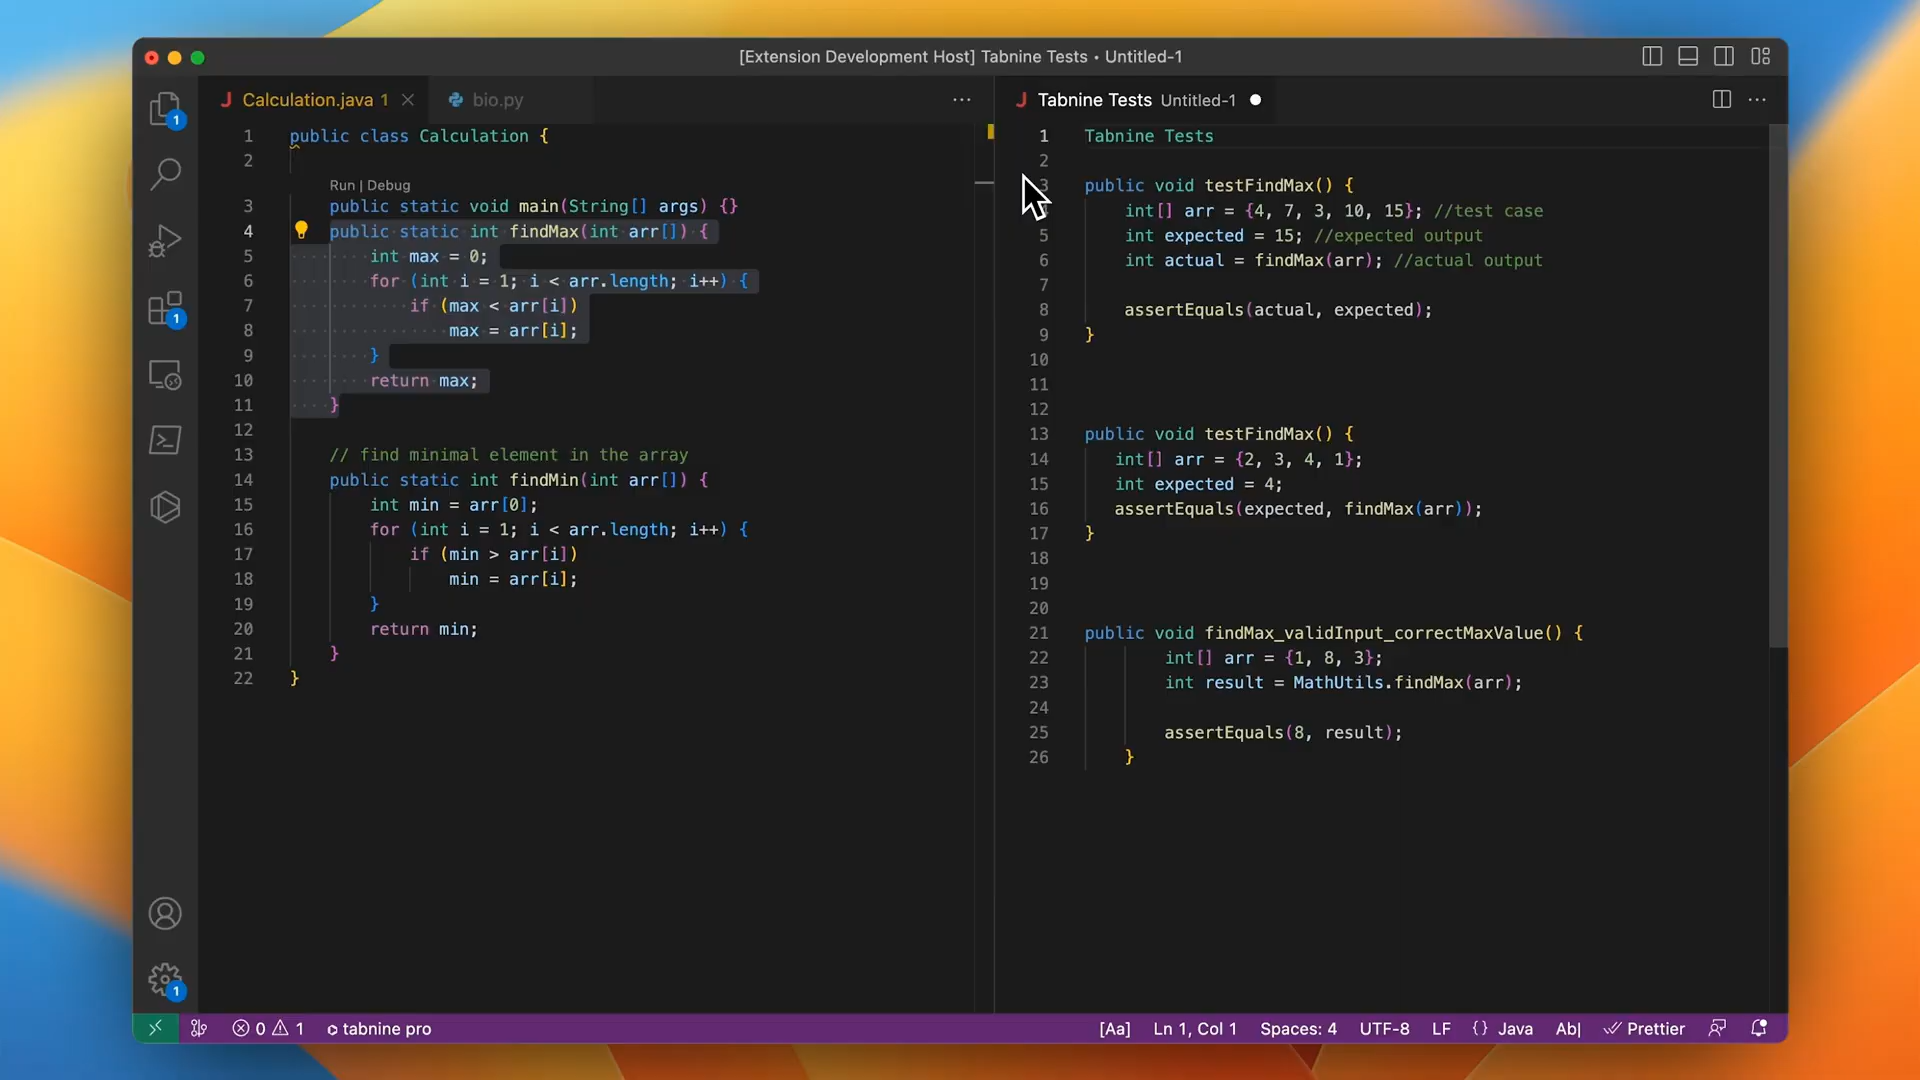 [Extension Development Host] Tabnine Tests • Untitled-1
Calculation.java 1
bio.py
1 public class Calculation {
2
Run | Debug
3 public static void main(String[] args) {}
4 public static int findMax(int arr[]) {
5 int max = 0;
6 for (int i = 1; i < arr.length; i++) {
7 if (max < arr[i])
8 max = arr[i];
9 }
10 return max;
11 }
12
13 // find minimal element in the array
14 public static int findMin(int arr[]) {
15 int min = arr[0];
16 for (int i = 1; i < arr.length; i++) {
17 if (min > arr[i])
18 min = arr[i];
19 }
20 return min;
21 }
22 }
Tabnine Tests Untitled-1
1 Tabnine Tests
2
3 public void testFindMax() {
int[] arr = {4, 7, 3, 10, 15}; //test case
5 int expected = 15; //expected output
6 int actual = findMax(arr); //actual output
7
8 assertEquals(actual, expected);
9 }
10
11
12
13 public void testFindMax() {
14 int[] arr = {2, 3, 4, 1};
15 int expected = 4;
16 assertEquals(expected, findMax(arr));
17 }
18
19
20
21 public void findMax_validInput_correctMaxValue() {
22 int[] arr = {1, 8, 3};
23 int result = MathUtils.findMax(arr);
24
25 assertEquals(8, result);
26 }
1
1
1
0 1 tabnine pro
[Aa] Ln 1, Col 1 Spaces: 4 UTF-8 LF {} Java Ab| Prettier